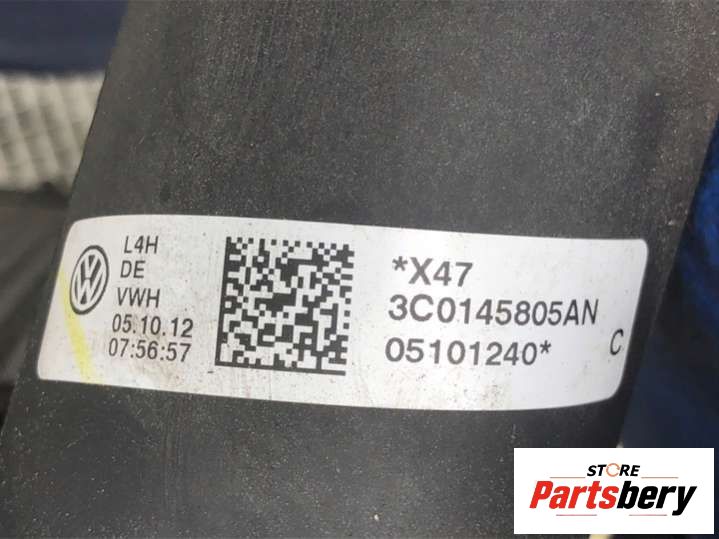 L4H
DE
VWH
05.10.12
07:56:57
*X47
3C0145805AN
05101240*
C
STORE
Partsbery